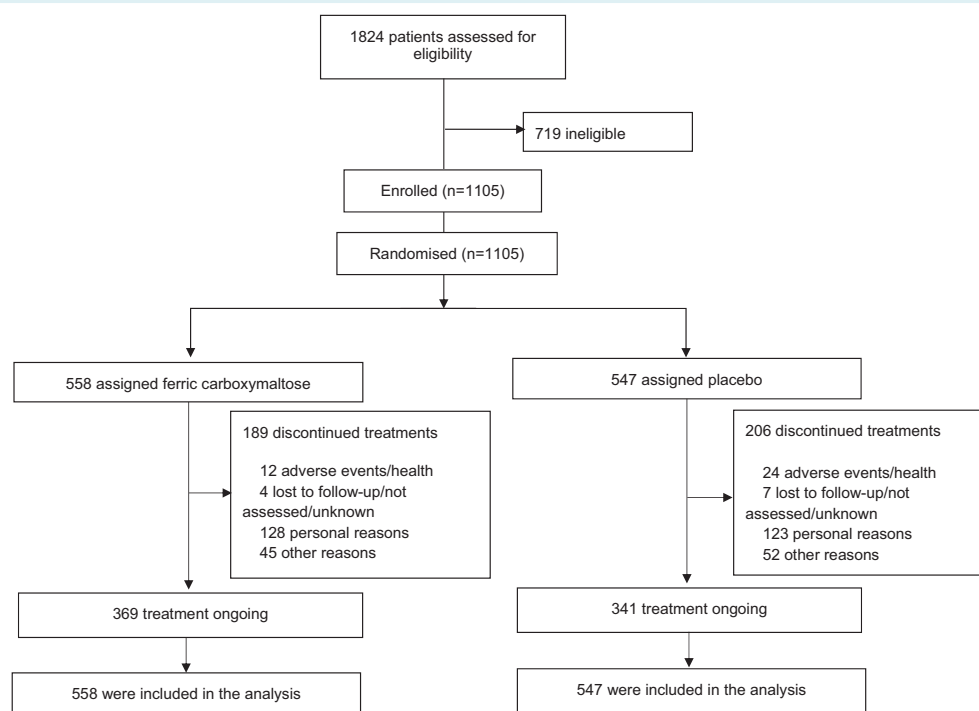 1824 patients assessed for
eligibility
719 ineligible
Enrolled (n=1105)
Randomised (n=1105)
558 assigned ferric carboxymaltose
189 discontinued treatments
12 adverse events/health
4 lost to follow-up/not
assessed/unknown
128 personal reasons
45 other reasons
369 treatment ongoing
558 were included in the analysis
547 assigned placebo
206 discontinued treatments
24 adverse events/health
7 lost to follow-up/not
assessed/unknown
123 personal reasons
52 other reasons
341 treatment ongoing
547 were included in the analysis